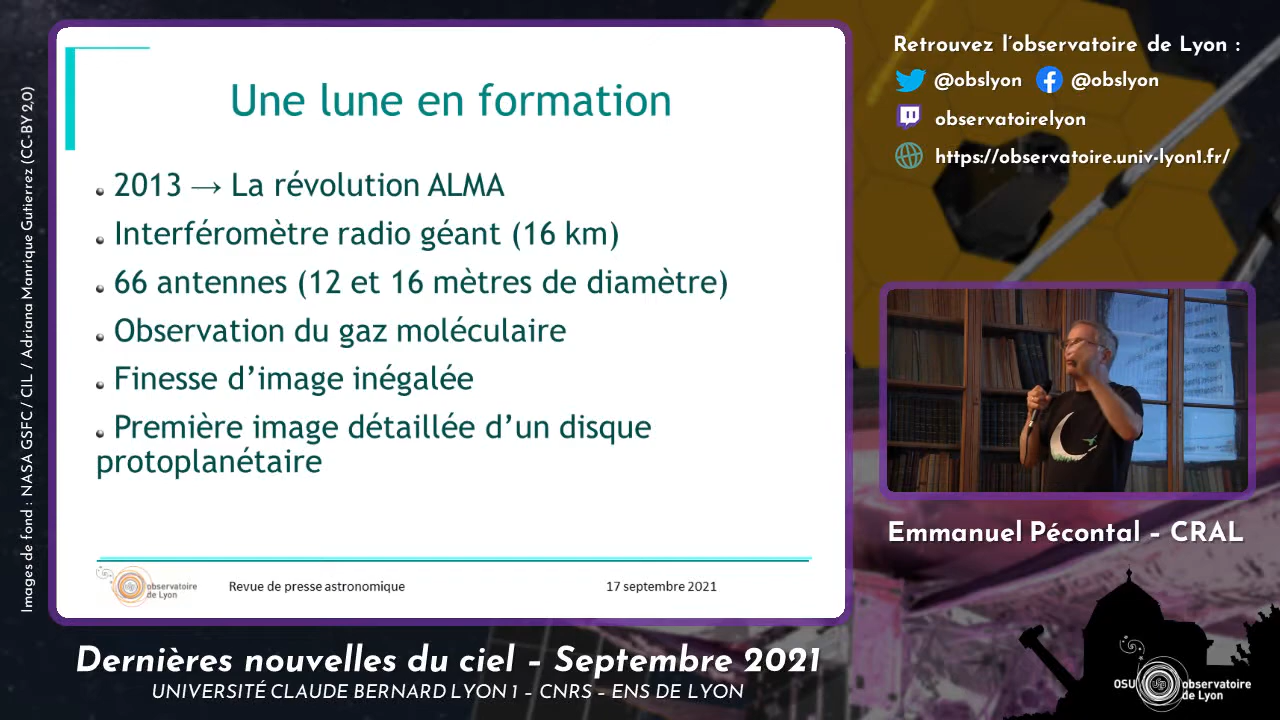 Images de fond : NASA GSFC / CIL / Adriana Manrique Gutierrez (CC-BY 2.0)
Une lune en formation
2013 → La révolution ALMA
Interféromètre radio géant (16 km)
66 antennes (12 et 16 mètres de diamètre)
Observation du gaz moléculaire
Finesse d’image inégalée
Première image détaillée d’un disque
protoplanétaire
observatoire
de Lyon
Revue de presse astronomique
17 septembre 2021
Dernières nouvelles du ciel – Septembre 2021
UNIVERSITÉ CLAUDE BERNARD LYON 1 – CNRS – ENS DE LYON
Retrouvez l’observatoire de Lyon :
@obslyon @obslyon
observatoirelyon
https://observatoire.univ-lyon1.fr/
Emmanuel Pécontal – CRAL
OSU observatoire
de Lyon